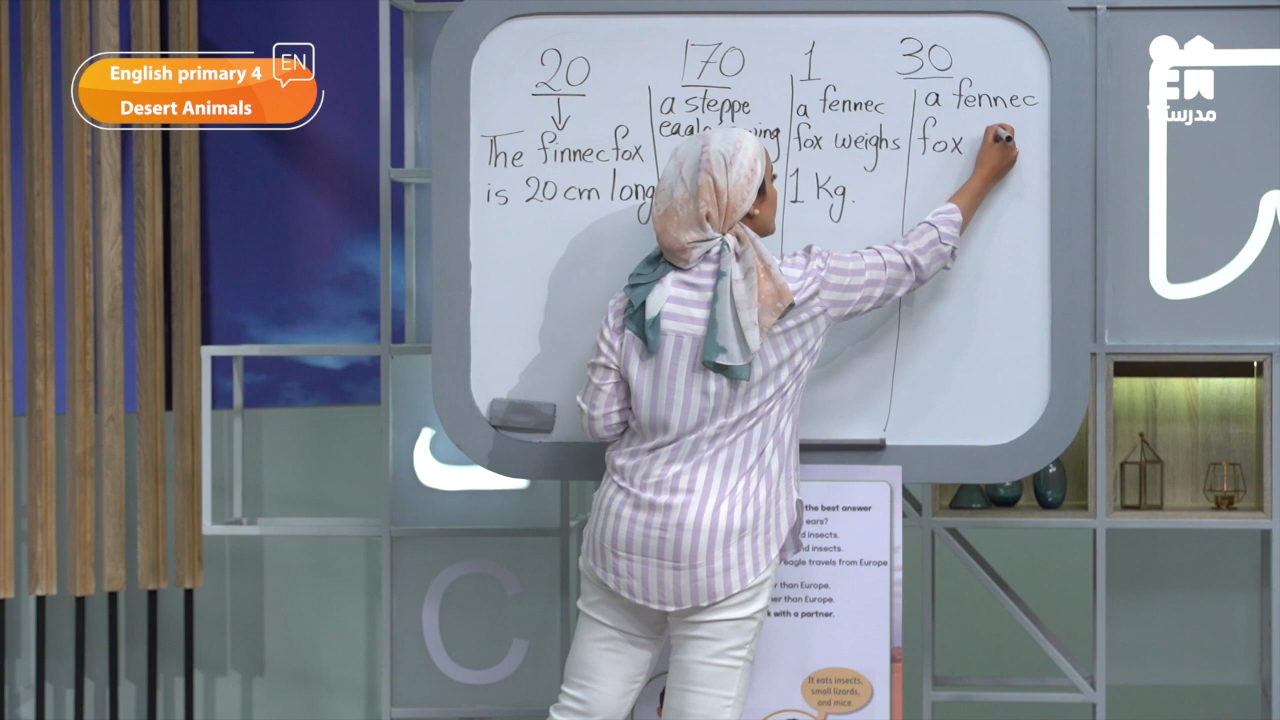 English primary 4
EN
Desert Animals
مدرستنا
20
The finnec fox
is 20 cm long
170
a steppe
1
a fennec
fox weighs
1 Kg.
30
a fennec
fox
C
the best answer
ears?
insects.
insects.
eagle travels from Europe
than Europe.
than Europe.
with a partner.
It eats insects,
small lizards,
and mice.